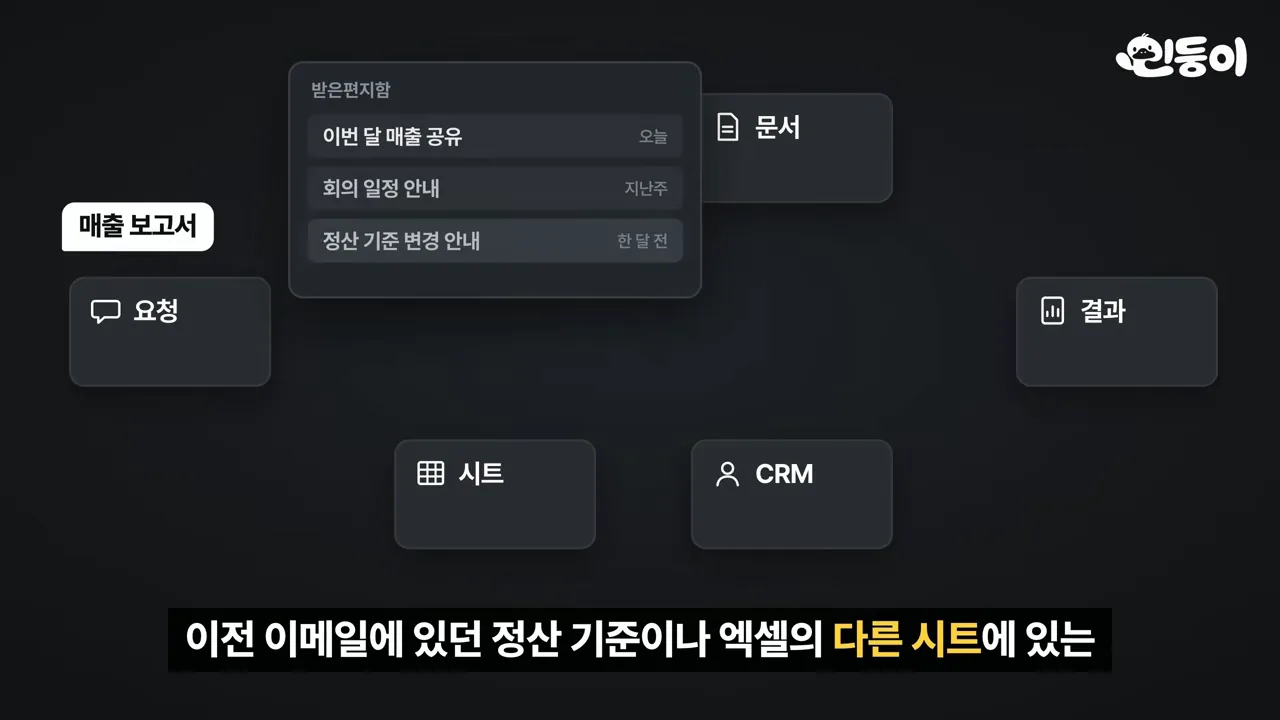 인둥이
받은편지함
이번 달 매출 공유 오늘
회의 일정 안내 지난주
정산 기준 변경 안내 한 달 전
문서
매출 보고서
요청
결과
시트
CRM
이전 이메일에 있던 정산 기준이나 엑셀의 다른 시트에 있는